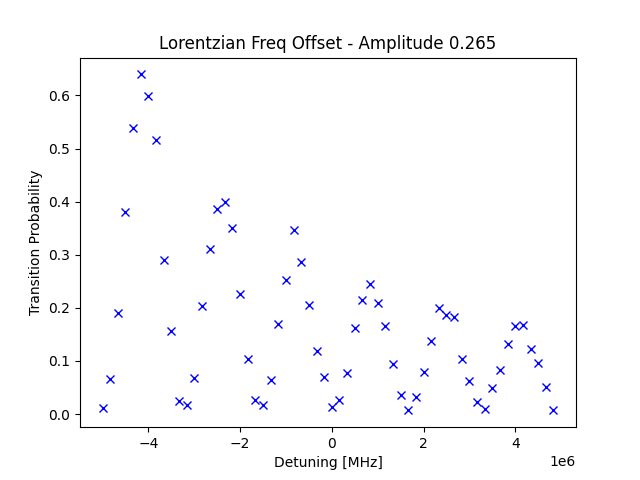 Lorentzian Freq Offset - Amplitude 0.265
Transition Probability
0.6
0.5
0.4
0.3
0.2
0.1
0.0
−4 −2 0 2 4
1e6
Detuning [MHz]